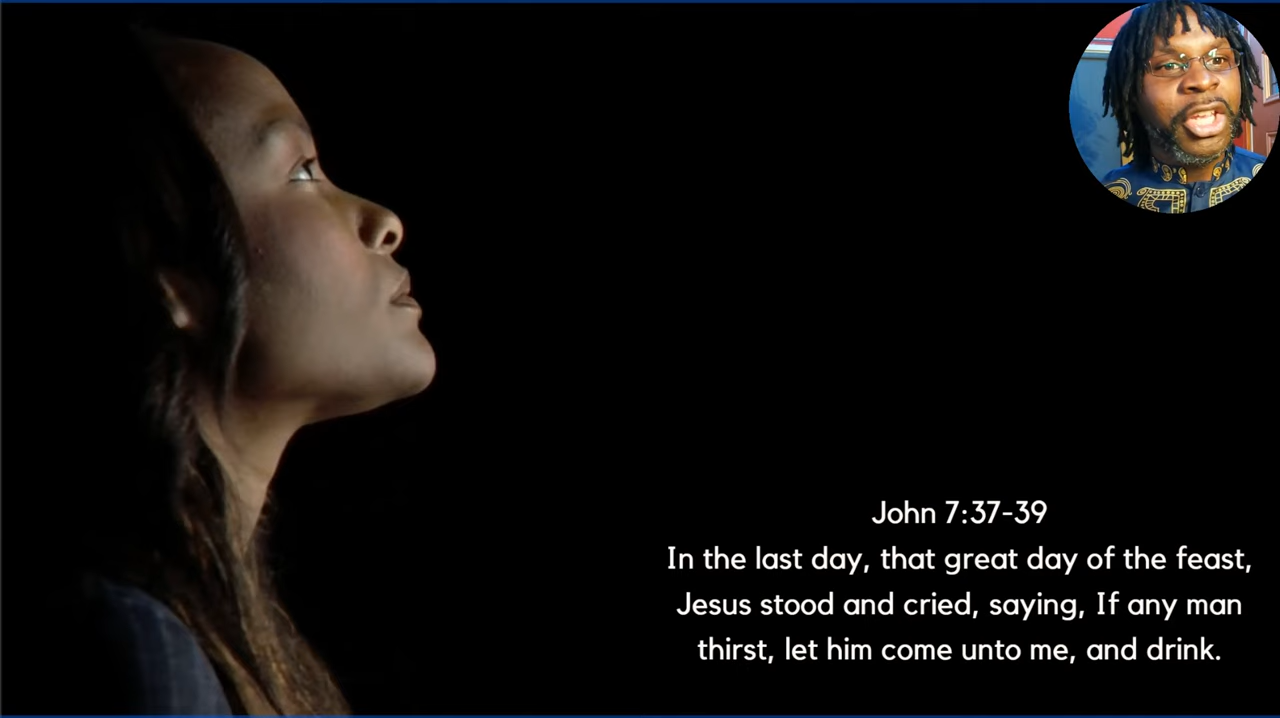 John 7:37-39
In the last day, that great day of the feast,
Jesus stood and cried, saying, If any man
thirst, let him come unto me, and drink.